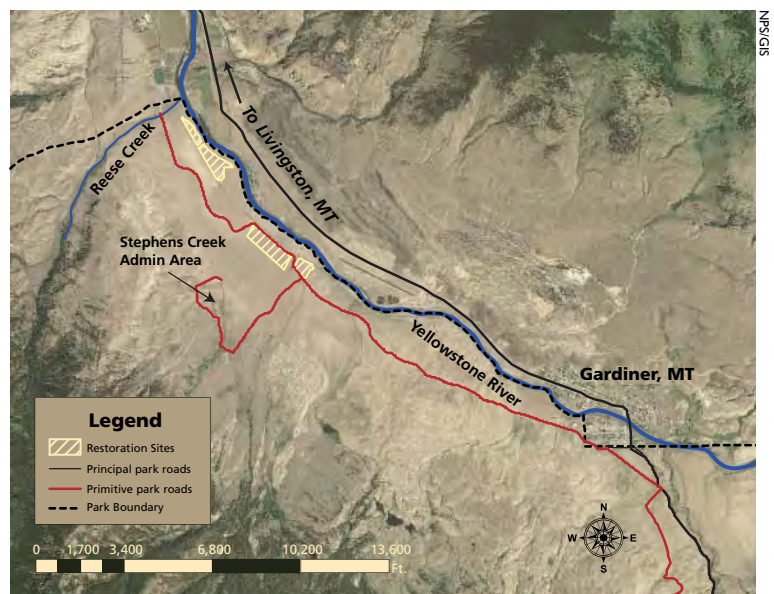 NPS/GIS
To Livingston, MT
Reese Creek
Stephens Creek
Admin Area
Yellowstone River
Gardiner, MT
Legend
Restoration Sites
Principal park roads
Primitive park roads
Park Boundary
N
W E
S
0 1,700 3,400 6,800 10,200 13,600
Ft.